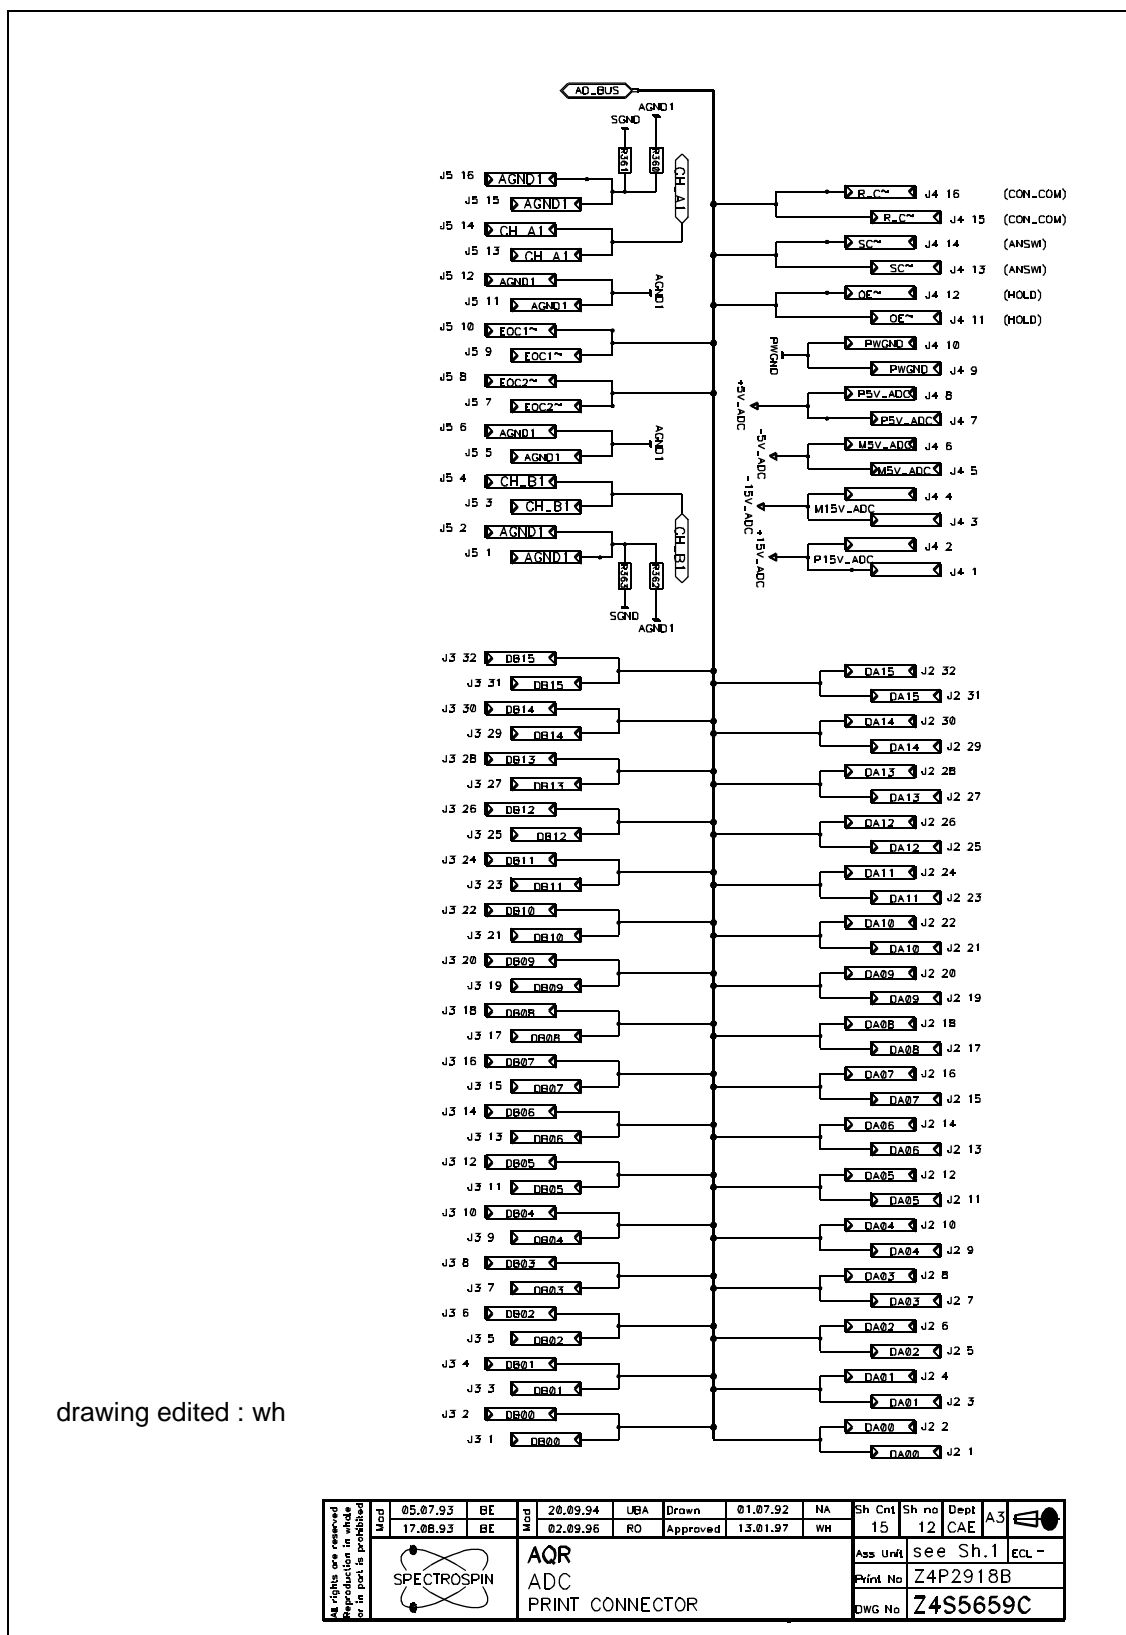 AD_BUS
AGND1
SGND
R361
R360
CH_A1
J5 16 AGND1
J5 15 AGND1
J5 14 CH_A1
J5 13 CH_A1
J5 12 AGND1
J5 11 AGND1
AGND1
J5 10 EOC1~
J5 9 EOC1~
J5 8 EOC2~
J5 7 EOC2~
J5 6 AGND1
J5 5 AGND1
AGND1
J5 4 CH_B1
J5 3 CH_B1
J5 2 AGND1
J5 1 AGND1
CH_B1
R363
R362
SGND
AGND1
R_C~ J4 16 (CON_COM)
R_C~ J4 15 (CON_COM)
SC~ J4 14 (ANSWI)
SC~ J4 13 (ANSWI)
OE~ J4 12 (HOLD)
OE~ J4 11 (HOLD)
PWGND
PWGND J4 10
PWGND J4 9
+5V_ADC
P5V_ADC J4 8
P5V_ADC J4 7
-5V_ADC
M5V_ADC J4 6
M5V_ADC J4 5
-15V_ADC
J4 4
M15V_ADC
J4 3
+15V_ADC
J4 2
P15V_ADC
J4 1
J3 32 DB15
J3 31 DB15
J3 30 DB14
J3 29 DB14
J3 28 DB13
J3 27 DB13
J3 26 DB12
J3 25 DB12
J3 24 DB11
J3 23 DB11
J3 22 DB10
J3 21 DB10
J3 20 DB09
J3 19 DB09
J3 18 DB08
J3 17 DB08
J3 16 DB07
J3 15 DB07
J3 14 DB06
J3 13 DB06
J3 12 DB05
J3 11 DB05
J3 10 DB04
J3 9 DB04
J3 8 DB03
J3 7 DB03
J3 6 DB02
J3 5 DB02
J3 4 DB01
J3 3 DB01
J3 2 DB00
J3 1 DB00
DA15 J2 32
DA15 J2 31
DA14 J2 30
DA14 J2 29
DA13 J2 28
DA13 J2 27
DA12 J2 26
DA12 J2 25
DA11 J2 24
DA11 J2 23
DA10 J2 22
DA10 J2 21
DA09 J2 20
DA09 J2 19
DA08 J2 18
DA08 J2 17
DA07 J2 16
DA07 J2 15
DA06 J2 14
DA06 J2 13
DA05 J2 12
DA05 J2 11
DA04 J2 10
DA04 J2 9
DA03 J2 8
DA03 J2 7
DA02 J2 6
DA02 J2 5
DA01 J2 4
DA01 J2 3
DA00 J2 2
DA00 J2 1
drawing edited : wh
All rights are reserved
Reproduction in whole
or in part is prohibited
Mod 05.07.93 BE Mod 20.09.94 UBA Drawn 01.07.92 NA
17.08.93 BE 02.09.96 RO Approved 13.01.97 WH
Sh Cnt 15
Sh no 12
Dept CAE
A3
SPECTROSPIN
AQR
ADC
PRINT CONNECTOR
Ass Unit see Sh.1 ECL -
Print No Z4P2918B
DWG No Z4S5659C